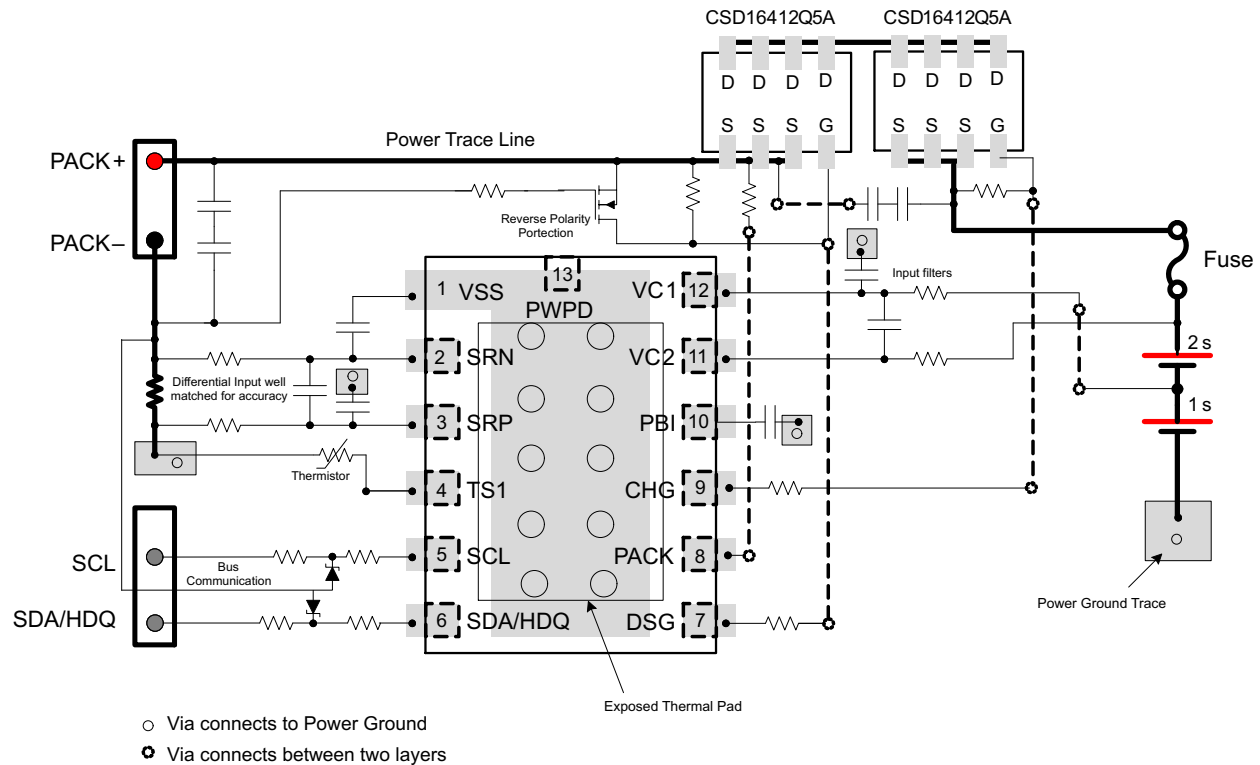 CSD16412Q5A
CSD16412Q5A
D D D D
D D D D
S S S G
S S S G
Power Trace Line
PACK+
PACK–
Reverse Polarity
Portection
Fuse
Input filters
13
PWPD
1 VSS
VC1 12
2 SRN
VC2 11
2 s
Differential Input well
matched for accuracy
1 s
3 SRP
PBI 10
Thermistor
4 TS1
CHG 9
SCL
5 SCL
PACK 8
Bus
Communication
Power Ground Trace
SDA/HDQ
6 SDA/HDQ
DSG 7
Exposed Thermal Pad
Via connects to Power Ground
Via connects between two layers